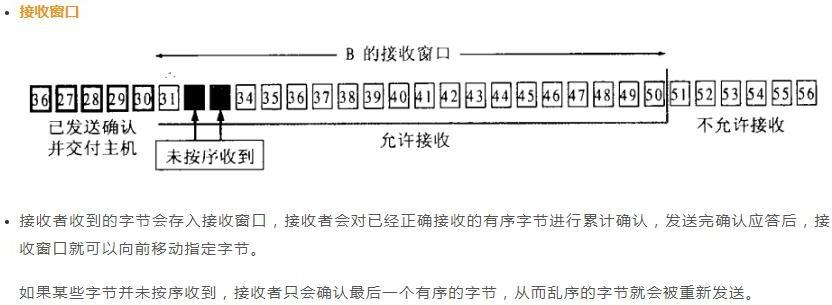 接收窗口
B 的接收窗口
36 27 28 29 30 31 34 35 36 37 38 39 40 41 42 43 44 45 46 47 48 49 50 51 52 53 54 55 56
已发送确认 允许接收 不允许接收
并交付主机
未按序收到
接收者收到的字节会存入接收窗口，接收者会对已经正确接收的有序字节进行累计确认，发送完确认应答后，接
收窗口就可以向前移动指定字节。
如果某些字节并未按序收到，接收者只会确认最后一个有序的字节，从而乱序的字节就会被重新发送。